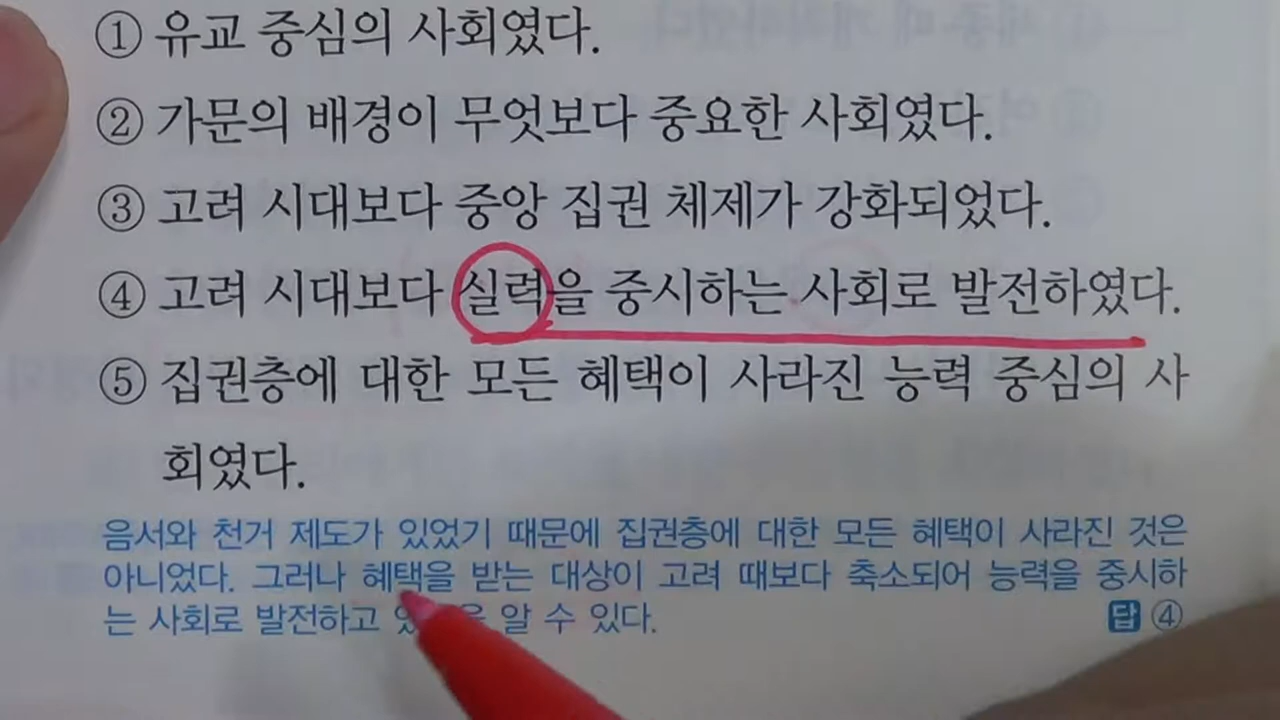 ① 유교 중심의 사회였다.
② 가문의 배경이 무엇보다 중요한 사회였다.
③ 고려 시대보다 중앙 집권 체제가 강화되었다.
④ 고려 시대보다 실력을 중시하는 사회로 발전하였다.
⑤ 집권층에 대한 모든 혜택이 사라진 능력 중심의 사
회였다.
음서와 천거 제도가 있었기 때문에 집권층에 대한 모든 혜택이 사라진 것은
아니었다. 그러나 혜택을 받는 대상이 고려 때보다 축소되어 능력을 중시하
는 사회로 발전하고 알 수 있다. 답 ④